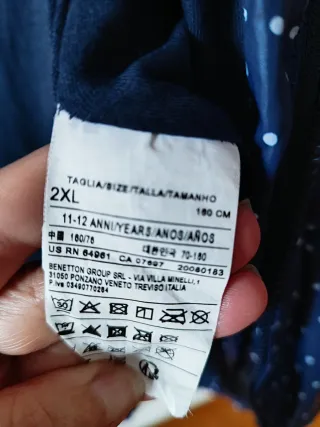 TAGLIA/SIZE/TALLA/TAMANHO
2XL
160 CM
11-12 ANNI/YEARS/ANOS/AÑOS
中国 160/76 대한민국 70-160
US RN 64961 CA 07697 20080183
BENETTON GROUP SRL - VIA VILLA MINELLI,1
31050 PONZANO VENETO TREVISO ITALIA
P.Iva 03490770264